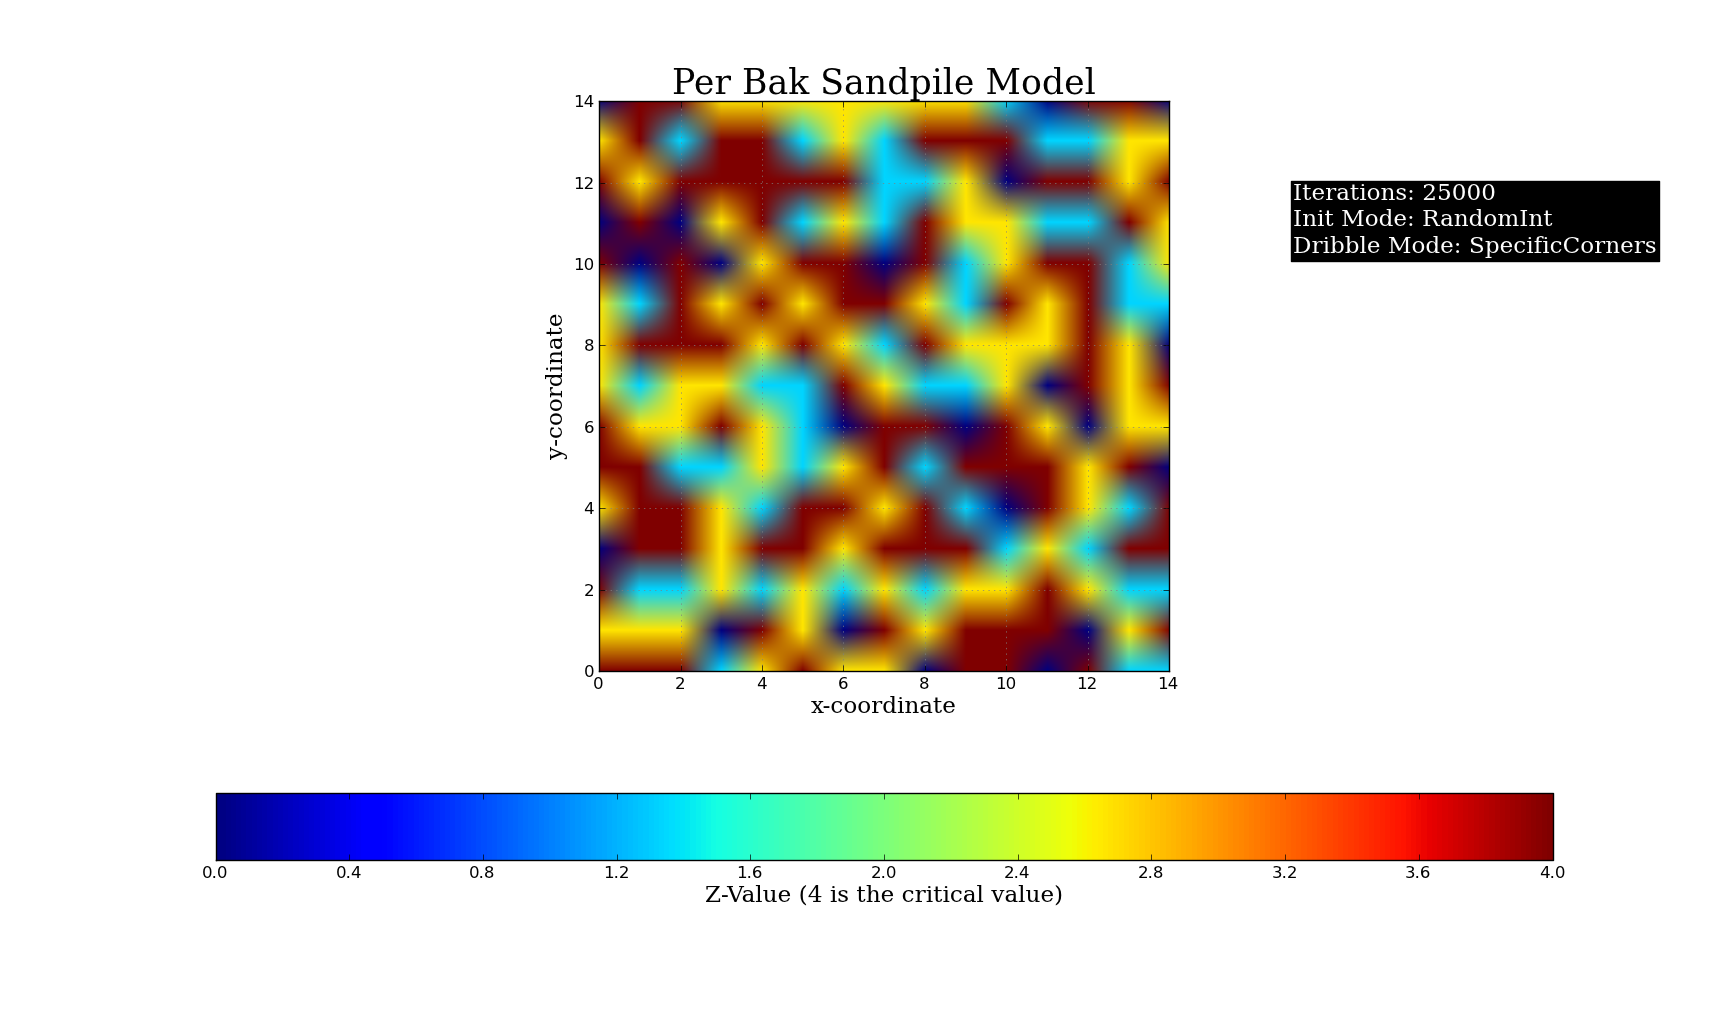 Per Bak Sandpile Model
14
12
10
8
6
4
2
0
y-coordinate
0 2 4 6 8 10 12 14
x-coordinate
Iterations: 25000
Init Mode: RandomInt
Dribble Mode: SpecificCorners
0.0 0.4 0.8 1.2 1.6 2.0 2.4 2.8 3.2 3.6 4.0
Z-Value (4 is the critical value)